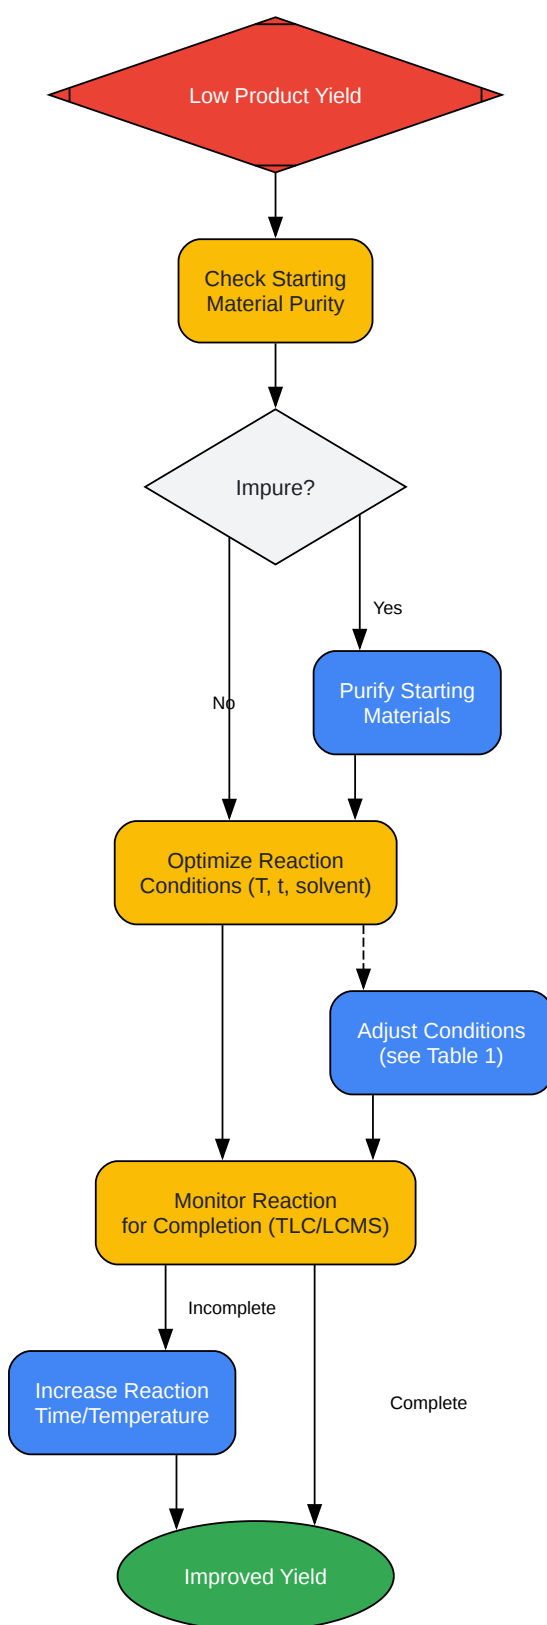 Low Product Yield
Check Starting
Material Purity
Impure?
Yes
Purify Starting
Materials
No
Optimize Reaction
Conditions (T, t, solvent)
Adjust Conditions
(see Table 1)
Monitor Reaction
for Completion (TLC/LCMS)
Incomplete
Increase Reaction
Time/Temperature
Complete
Improved Yield